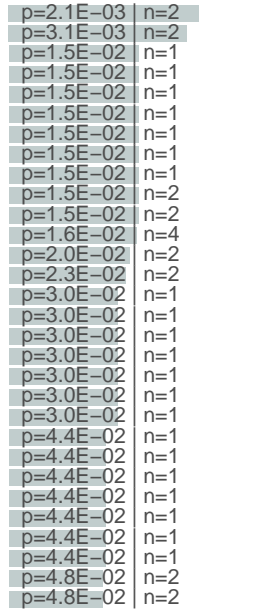 p=2.1E−03 | n=2
p=3.1E−03 | n=2
p=1.5E−02 | n=1
p=1.5E−02 | n=1
p=1.5E−02 | n=1
p=1.5E−02 | n=1
p=1.5E−02 | n=1
p=1.5E−02 | n=1
p=1.5E−02 | n=1
p=1.5E−02 | n=2
p=1.5E−02 | n=2
p=1.6E−02 | n=4
p=2.0E−02 | n=2
p=2.3E−02 | n=2
p=3.0E−02 | n=1
p=3.0E−02 | n=1
p=3.0E−02 | n=1
p=3.0E−02 | n=1
p=3.0E−02 | n=1
p=3.0E−02 | n=1
p=3.0E−02 | n=1
p=4.4E−02 | n=1
p=4.4E−02 | n=1
p=4.4E−02 | n=1
p=4.4E−02 | n=1
p=4.4E−02 | n=1
p=4.4E−02 | n=1
p=4.4E−02 | n=1
p=4.8E−02 | n=2
p=4.8E−02 | n=2